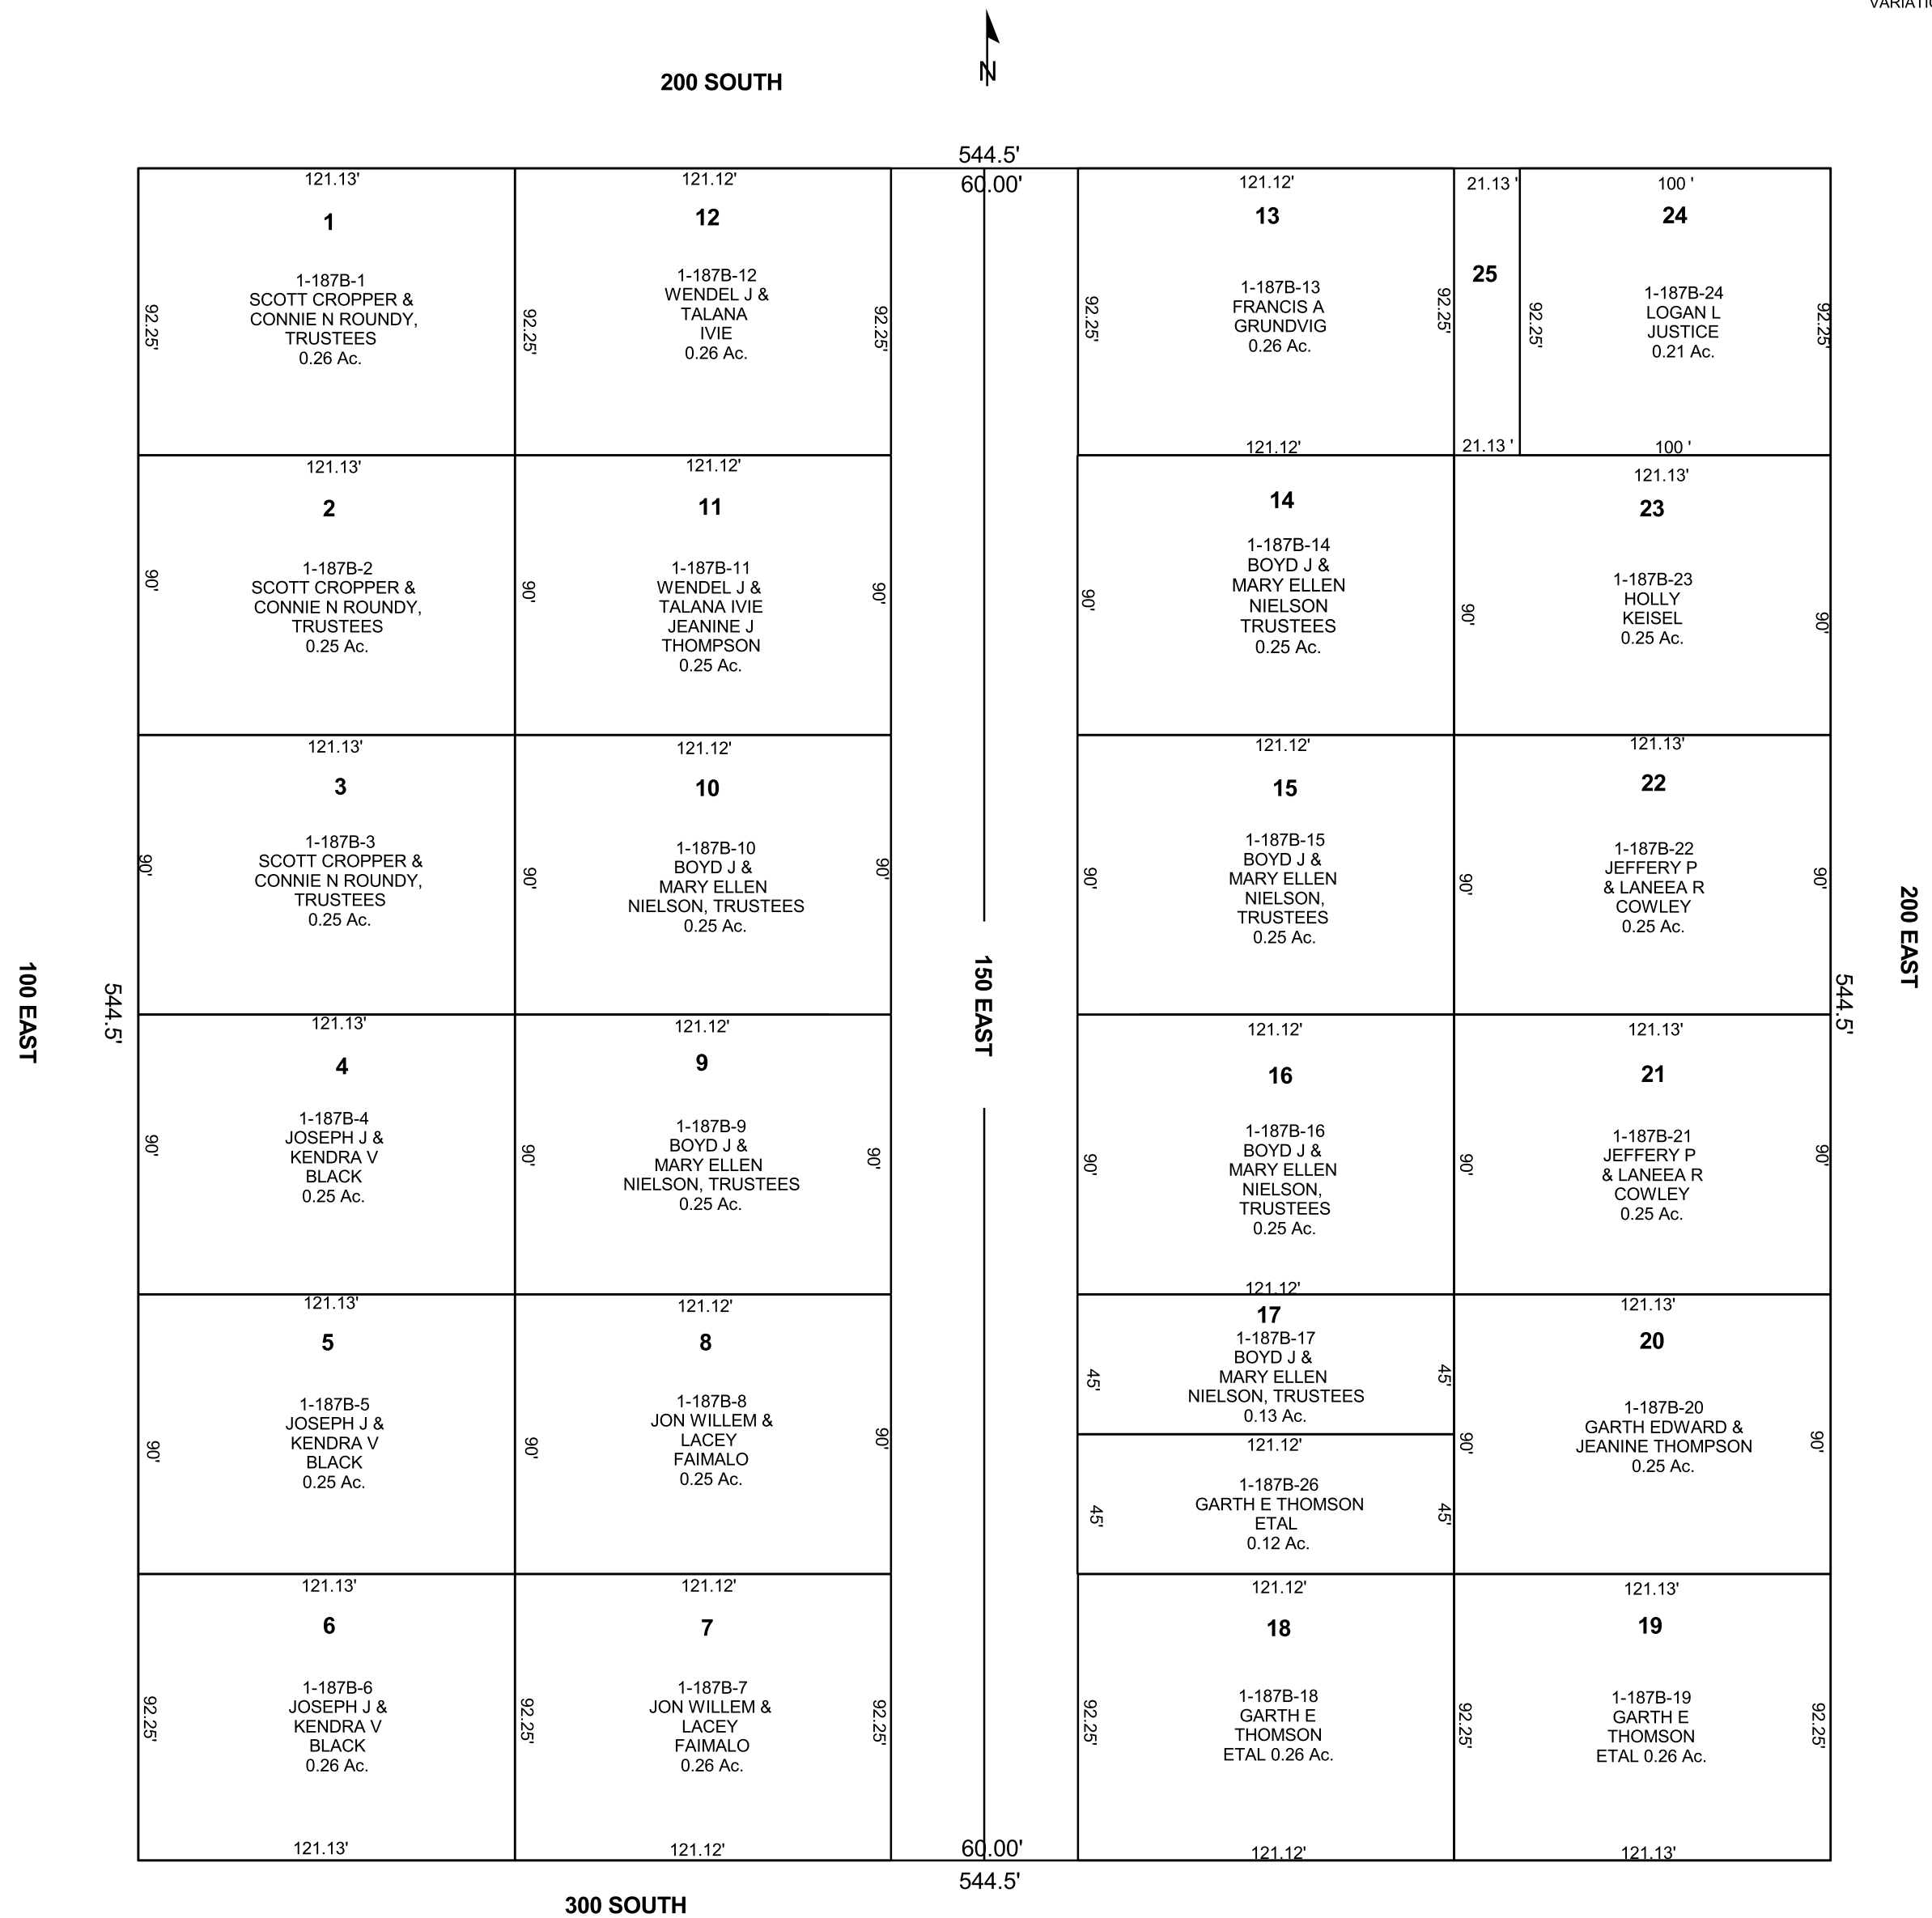 VARIATIO
N
200 SOUTH
544.5'
60.00'
121.13'
1
1-187B-1
SCOTT CROPPER &
CONNIE N ROUNDY,
TRUSTEES
0.26 Ac.
92.25'
92.25'
121.12'
12
1-187B-12
WENDEL J &
TALANA
IVIE
0.26 Ac.
92.25'
121.12'
13
1-187B-13
FRANCIS A
GRUNDVIG
0.26 Ac.
92.25'
92.25'
121.12'
21.13 '
25
21.13 '
92.25'
100 '
24
1-187B-24
LOGAN L
JUSTICE
0.21 Ac.
92.25'
100 '
121.13'
2
1-187B-2
SCOTT CROPPER &
CONNIE N ROUNDY,
TRUSTEES
0.25 Ac.
90'
90'
121.12'
11
1-187B-11
WENDEL J &
TALANA IVIE
JEANINE J
THOMPSON
0.25 Ac.
90'
14
1-187B-14
BOYD J &
MARY ELLEN
NIELSON
TRUSTEES
0.25 Ac.
90'
90'
121.13'
23
1-187B-23
HOLLY
KEISEL
0.25 Ac.
90'
121.13'
3
1-187B-3
SCOTT CROPPER &
CONNIE N ROUNDY,
TRUSTEES
0.25 Ac.
90'
90'
121.12'
10
1-187B-10
BOYD J &
MARY ELLEN
NIELSON, TRUSTEES
0.25 Ac.
90'
121.12'
15
1-187B-15
BOYD J &
MARY ELLEN
NIELSON,
TRUSTEES
0.25 Ac.
90'
90'
121.13'
22
1-187B-22
JEFFERY P
& LANEEA R
COWLEY
0.25 Ac.
90'
100 EAST
544.5'
150 EAST
544.5'
200 EAST
121.13'
4
1-187B-4
JOSEPH J &
KENDRA V
BLACK
0.25 Ac.
90'
90'
121.12'
9
1-187B-9
BOYD J &
MARY ELLEN
NIELSON, TRUSTEES
0.25 Ac.
90'
121.12'
16
1-187B-16
BOYD J &
MARY ELLEN
NIELSON,
TRUSTEES
0.25 Ac.
90'
90'
121.12'
121.13'
21
1-187B-21
JEFFERY P
& LANEEA R
COWLEY
0.25 Ac.
90'
121.13'
5
1-187B-5
JOSEPH J &
KENDRA V
BLACK
0.25 Ac.
90'
90'
121.12'
8
1-187B-8
JON WILLEM &
LACEY
FAIMALO
0.25 Ac.
90'
17
1-187B-17
BOYD J &
MARY ELLEN
NIELSON, TRUSTEES
0.13 Ac.
45'
45'
121.12'
1-187B-26
GARTH E THOMSON
ETAL
0.12 Ac.
45'
45'
90'
121.13'
20
1-187B-20
GARTH EDWARD &
JEANINE THOMPSON
0.25 Ac.
90'
121.13'
6
1-187B-6
JOSEPH J &
KENDRA V
BLACK
0.26 Ac.
92.25'
92.25'
121.13'
121.12'
7
1-187B-7
JON WILLEM &
LACEY
FAIMALO
0.26 Ac.
92.25'
121.12'
121.12'
18
1-187B-18
GARTH E
THOMSON
ETAL 0.26 Ac.
92.25'
92.25'
121.12'
121.13'
19
1-187B-19
GARTH E
THOMSON
ETAL 0.26 Ac.
92.25'
121.13'
60.00'
544.5'
300 SOUTH